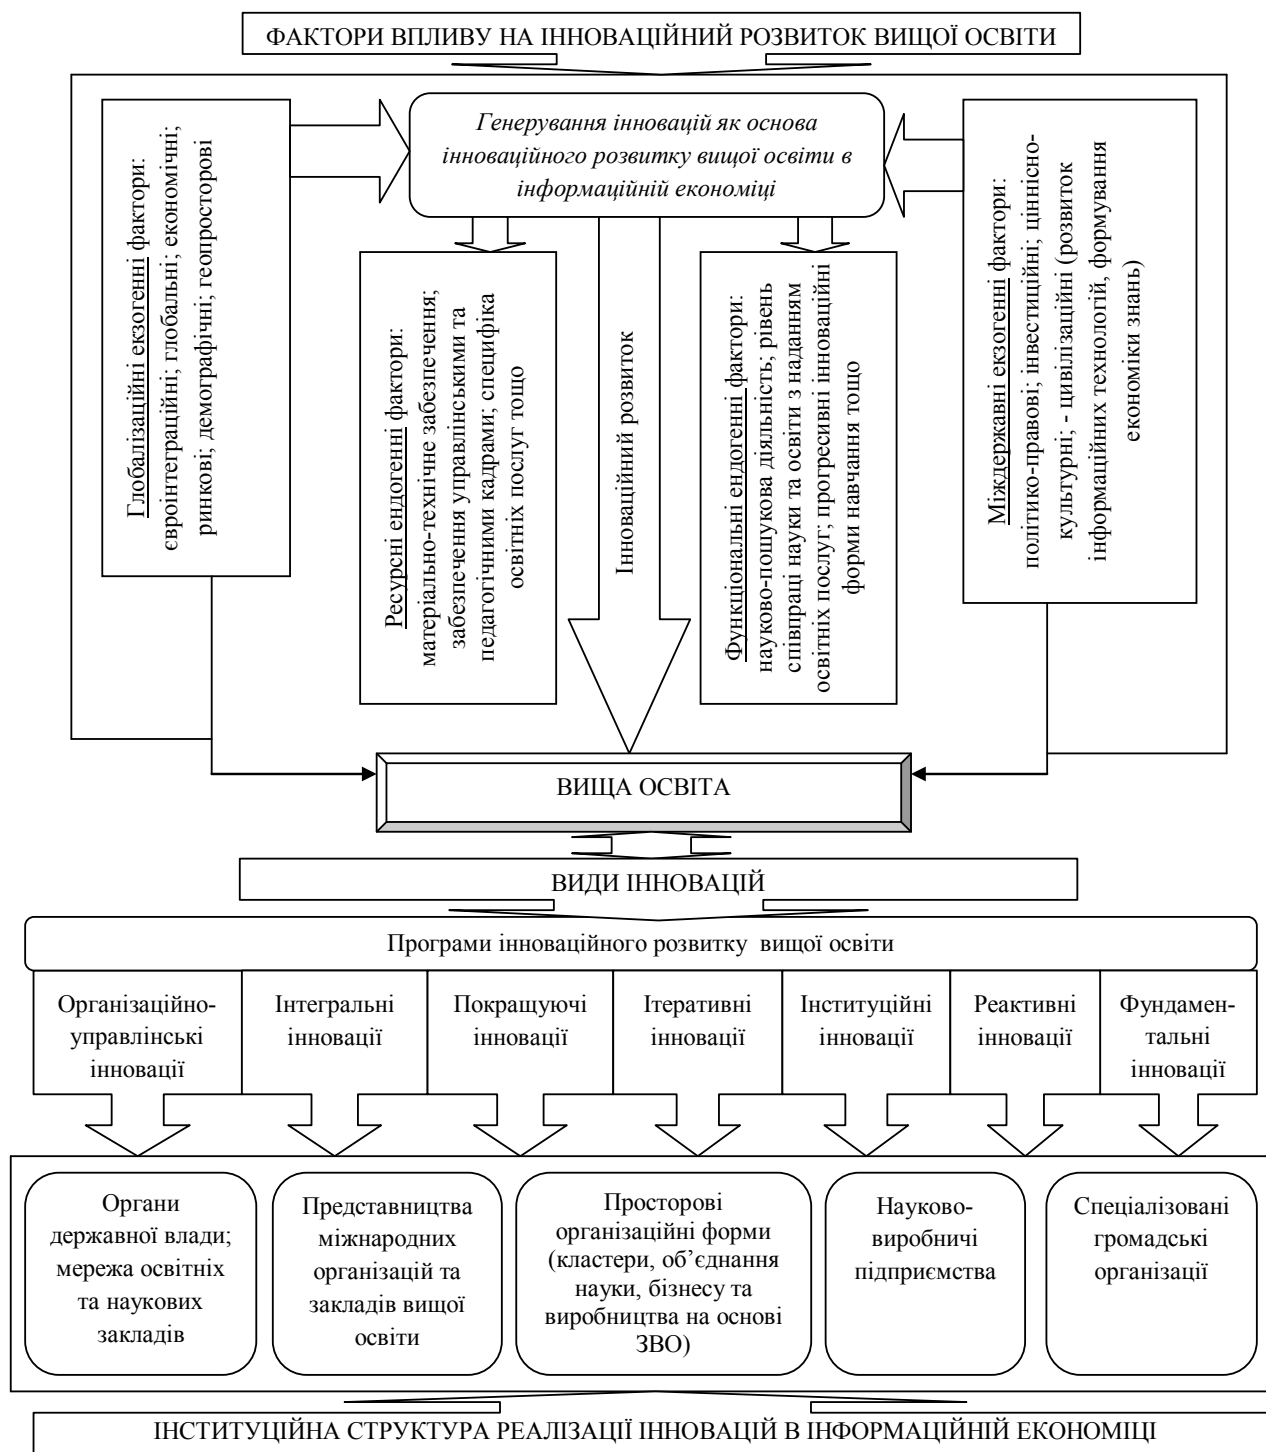 ФАКТОРИ ВПЛИВУ НА ІННОВАЦІЙНИЙ РОЗВИТОК ВИЩОЇ ОСВІТИ
Генерування інновацій як основа
інноваційного розвитку вищої освіти в
інформаційній економіці
Глобалізаційні екзогенні фактори:
євроінтеграційні; глобальні; економічні;
ринкові; демографічні; геопросторові
Ресурсні ендогенні фактори:
матеріально-технічне забезпечення;
забезпечення управлінськими та
педагогічними кадрами; специфіка
освітніх послуг тощо
Інноваційний розвиток
Функціональні ендогенні фактори:
науково-пошукова діяльність; рівень
співпраці науки та освіти з наданням
освітніх послуг; прогресивні інноваційні
форми навчання тощо
Міждержавні екзогенні фактори:
політико-правові; інвестиційні; ціннісно-
культурні; - цивілізаційні (розвиток
інформаційних технологій, формування
економіки знань)
ВИЩА ОСВІТА
ВИДИ ІННОВАЦІЙ
Програми інноваційного розвитку вищої освіти
Організаційно-
управлінські
інновації
Інтегральні
інновації
Покращуючі
інновації
Ітеративні
інновації
Інституційні
інновації
Реактивні
інновації
Фундамен-
тальні
інновації
Органи
державної влади;
мережа освітніх
та наукових
закладів
Представництва
міжнародних
організацій та
закладів вищої
освіти
Просторові
організаційні форми
(кластери, об’єднання
науки, бізнесу та
виробництва на основі
ЗВО)
Науково-
виробничі
підприємства
Спеціалізовані
громадські
організації
ІНСТИТУЦІЙНА СТРУКТУРА РЕАЛІЗАЦІЇ ІННОВАЦІЙ В ІНФОРМАЦІЙНІЙ ЕКОНОМІЦІ